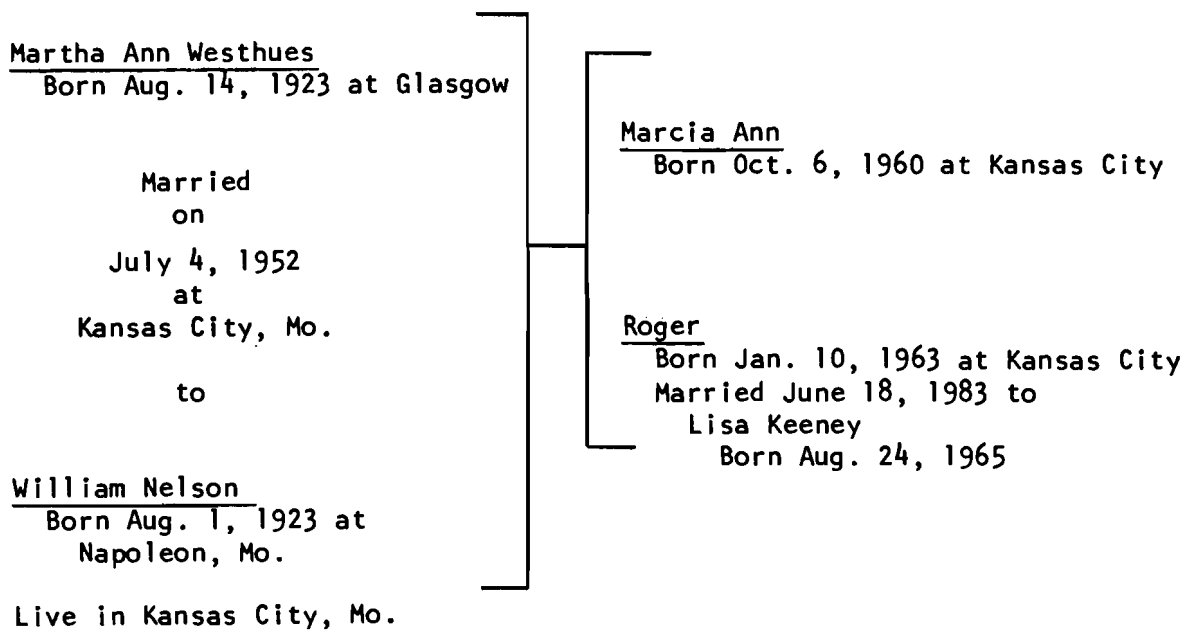 Martha Ann Westhues
Born Aug. 14, 1923 at Glasgow
Married
on
July 4, 1952
at
Kansas City, Mo.
to
William Nelson
Born Aug. 1, 1923 at
Napoleon, Mo.
Live in Kansas City, Mo.
Marcia Ann
Born Oct. 6, 1960 at Kansas City
Roger
Born Jan. 10, 1963 at Kansas City
Married June 18, 1983 to
Lisa Keeney
Born Aug. 24, 1965